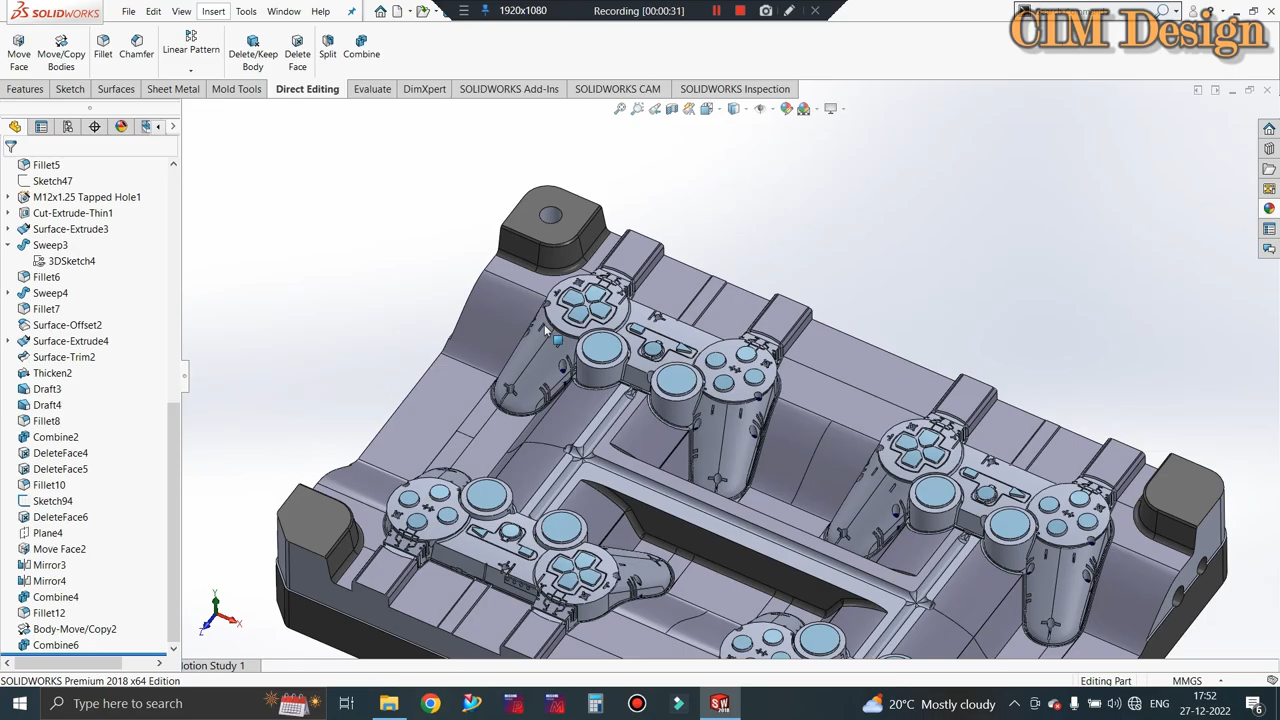 SOLIDWORKS File Edit View Insert Tools Window Help 1920x1080 Recording [00:00:31]
CIM Design
Move Face Move/Copy Bodies Fillet Chamfer Linear Pattern Delete/Keep Body Delete Face Split Combine
Features Sketch Surfaces Sheet Metal Mold Tools Direct Editing Evaluate DimXpert SOLIDWORKS Add-Ins SOLIDWORKS CAM SOLIDWORKS Inspection
Fillet5
Sketch47
M12x1.25 Tapped Hole1
Cut-Extrude-Thin1
Surface-Extrude3
Sweep3
3DSketch4
Fillet6
Sweep4
Fillet7
Surface-Offset2
Surface-Extrude4
Surface-Trim2
Thicken2
Draft3
Draft4
Fillet8
Combine2
DeleteFace4
DeleteFace5
Fillet10
Sketch94
DeleteFace6
Plane4
Move Face2
Mirror3
Mirror4
Combine4
Fillet12
Body-Move/Copy2
Combine6
Y
X
Z
otion Study 1
SOLIDWORKS Premium 2018 x64 Edition Editing Part MMGS
Type here to search 20°C Mostly cloudy ENG 17:52
27-12-2022 6